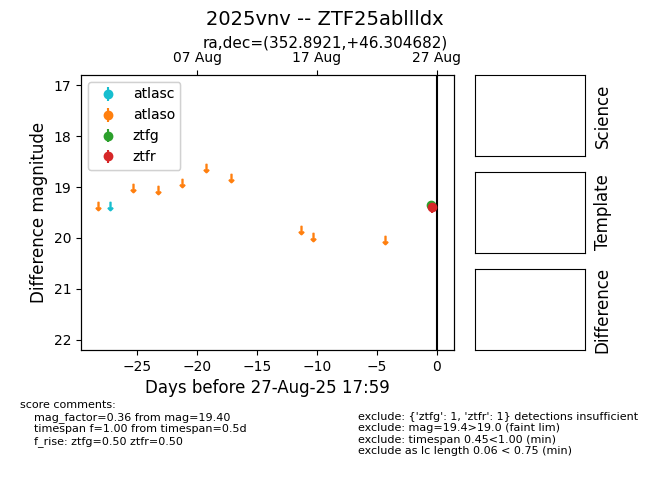 2025vnv -- ZTF25abllldx
ra,dec=(352.8921,+46.304682)
07 Aug
17 Aug
27 Aug
17
18
19
20
21
22
Difference magnitude
atlasc
atlaso
ztfg
ztfr
−25
−20
−15
−10
−5
0
Days before 27-Aug-25 17:59
Science
Template
Difference
score comments:
mag_factor=0.36 from mag=19.40
timespan f=1.00 from timespan=0.5d
f_rise: ztfg=0.50 ztfr=0.50
exclude: {'ztfg': 1, 'ztfr': 1} detections insufficient
exclude: mag=19.4>19.0 (faint lim)
exclude: timespan 0.45<1.00 (min)
exclude as lc length 0.06 < 0.75 (min)